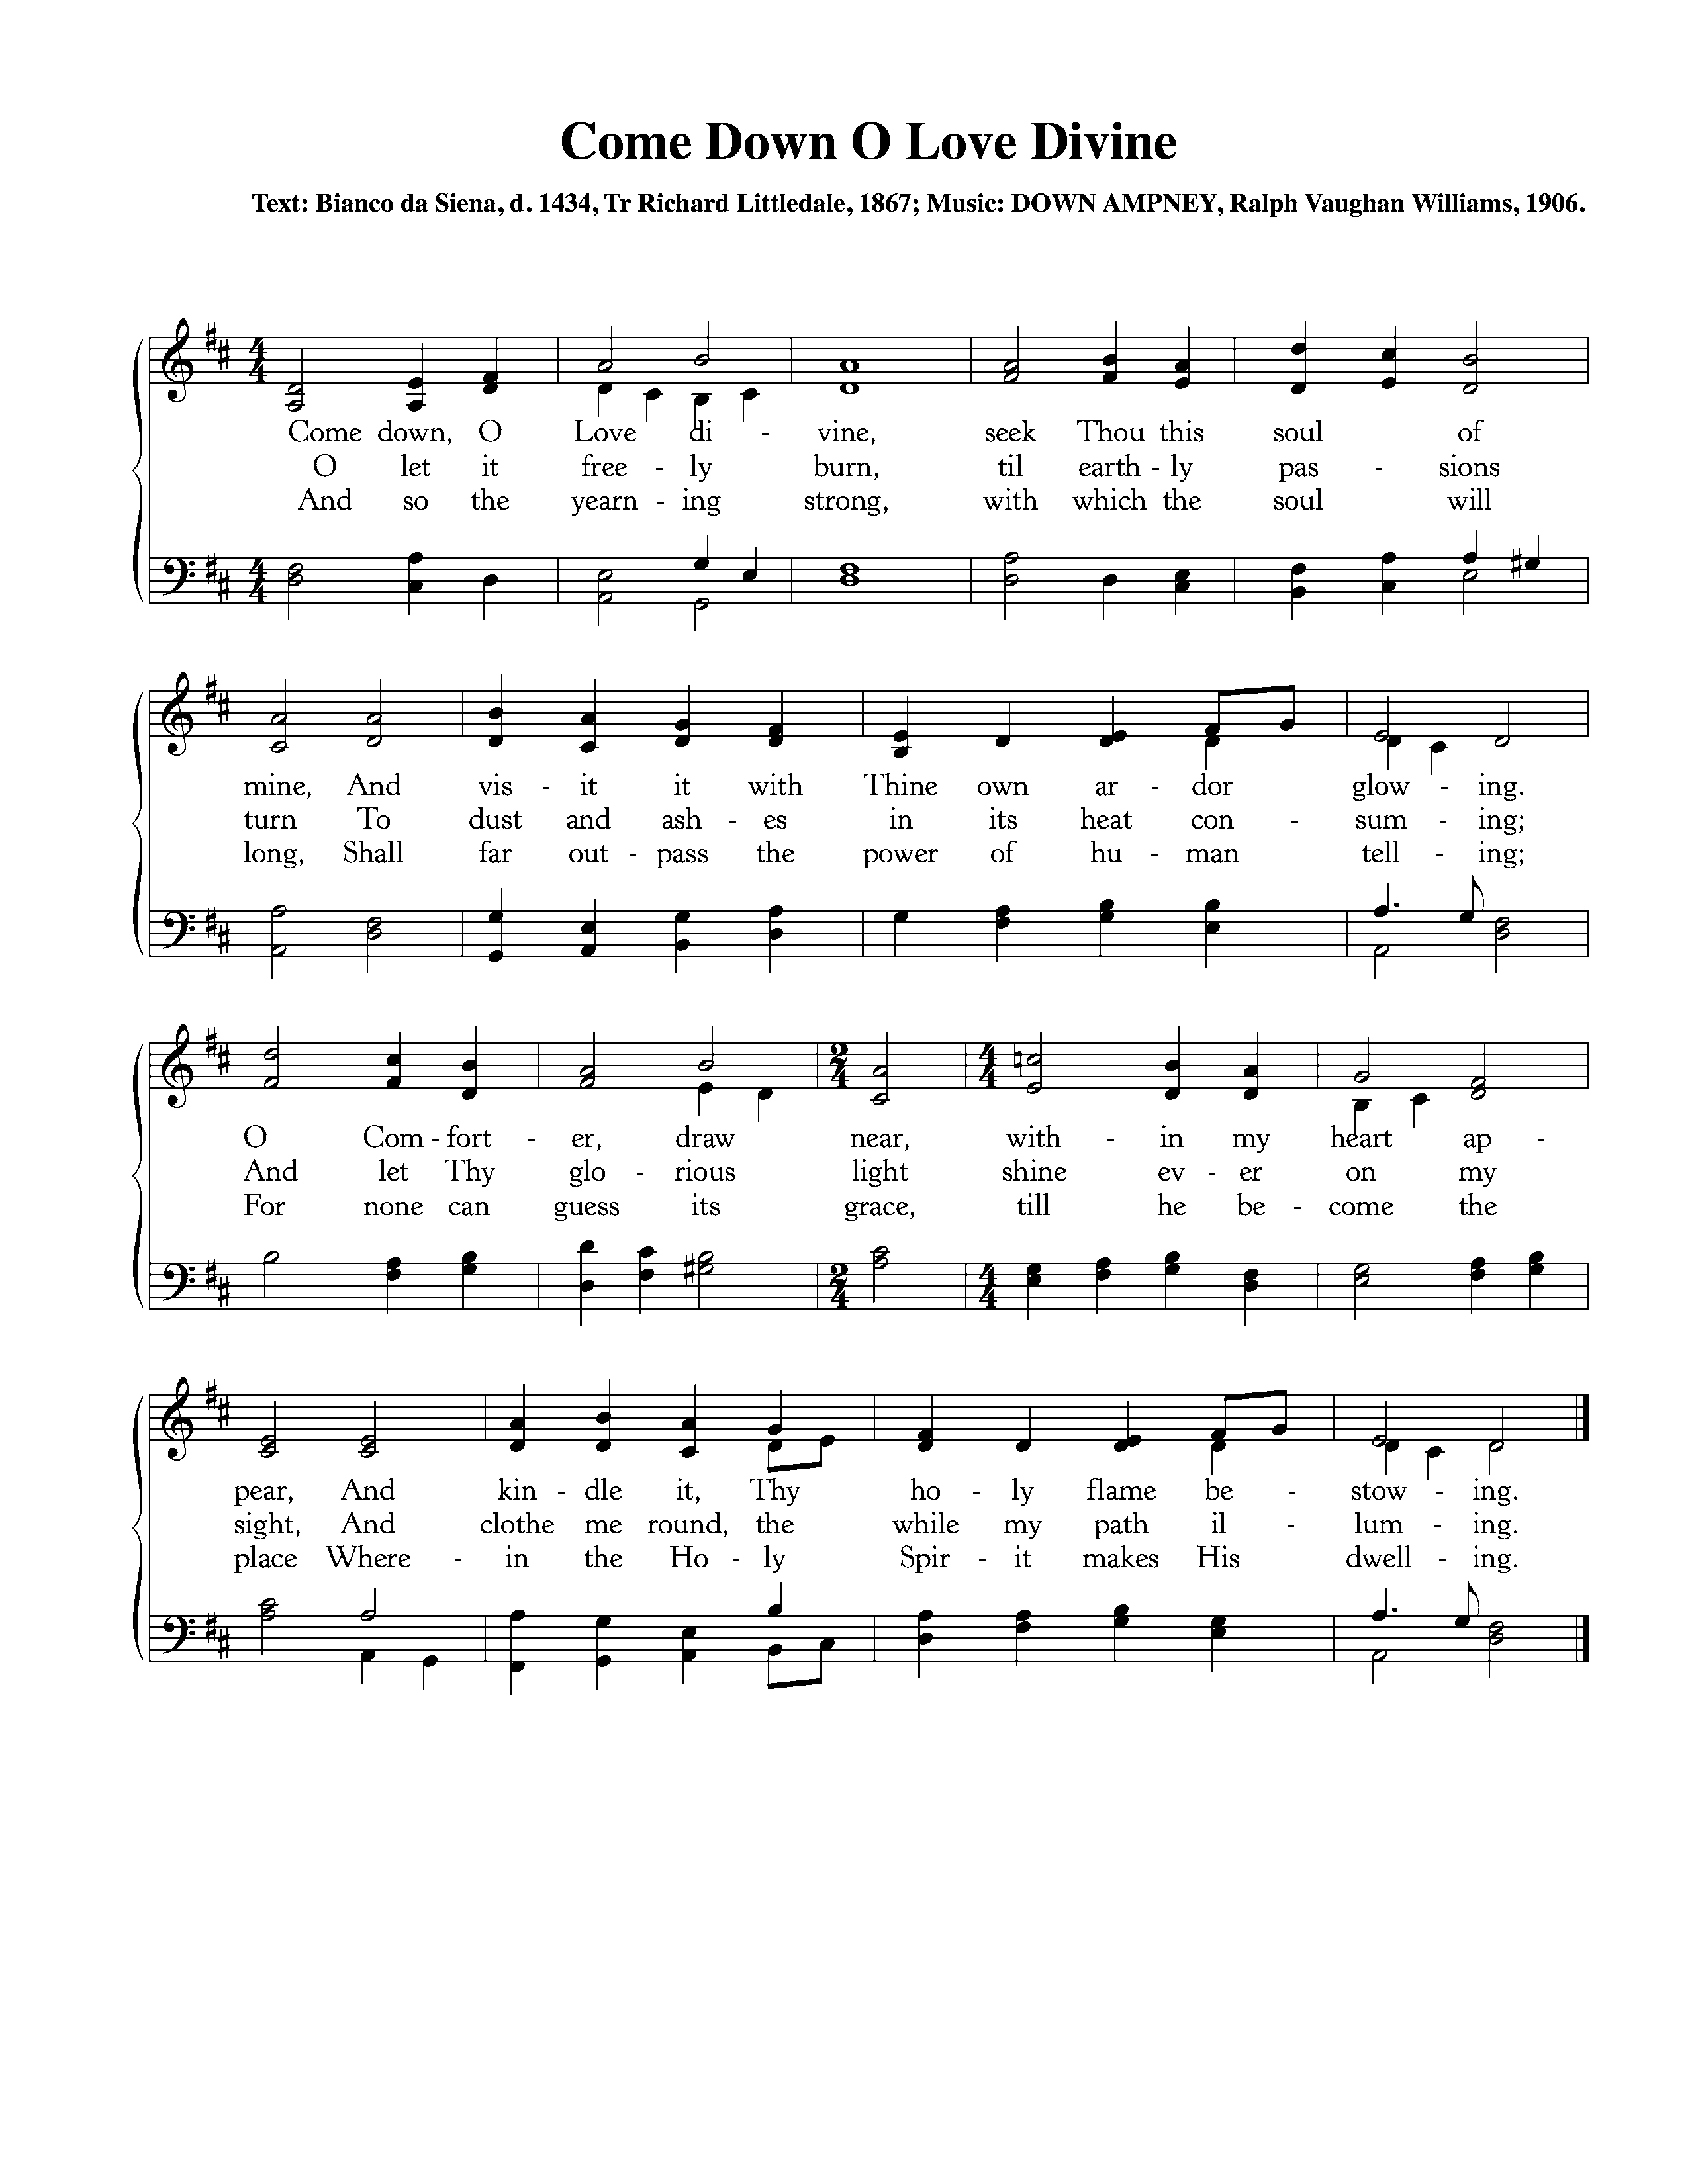 Come Down O Love Divine
Text: Bianco da Siena, d. 1434, Tr Richard Littledale, 1867; Music: DOWN AMPNEY, Ralph Vaughan Williams, 1906.
Come down, O Love di - vine, seek Thou this soul of
O let it free - ly burn, til earth - ly pas - sions
And so the yearn - ing strong, with which the soul will
mine, And vis - it it with Thine own ar - dor glow - ing.
turn To dust and ash - es in its heat con - sum - ing;
long, Shall far out - pass the power of hu - man tell - ing;
O Com - fort - er, draw near, with - in my heart ap -
And let Thy glo - rious light shine ev - er on my
For none can guess its grace, till he be - come the
pear, And kin - dle it, Thy ho - ly flame be - stow - ing.
sight, And clothe me round, the while my path il - lum - ing.
place Where - in the Ho - ly Spir - it makes His dwell - ing.